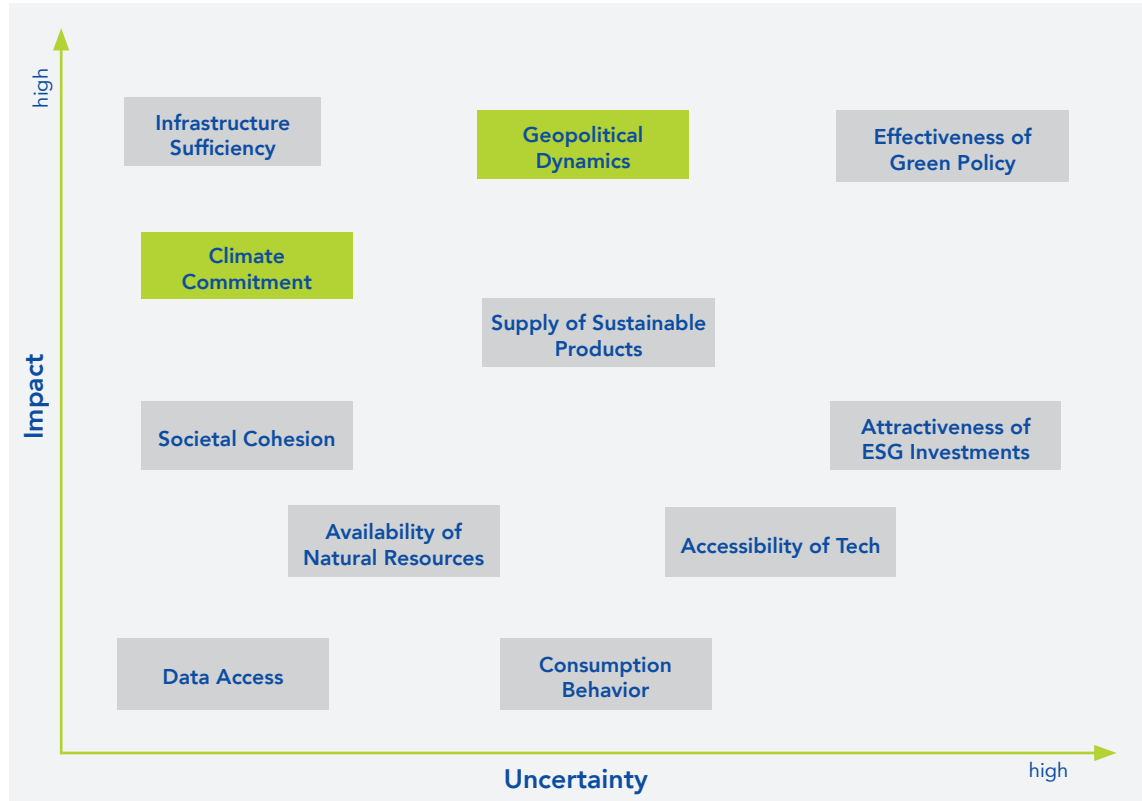 high
Infrastructure
Sufficiency
Geopolitical
Dynamics
Effectiveness of
Green Policy
Climate
Commitment
Supply of Sustainable
Products
Impact
Societal Cohesion
Attractiveness of
ESG Investments
Availability of
Natural Resources
Accessibility of Tech
Data Access
Consumption
Behavior
Uncertainty
high